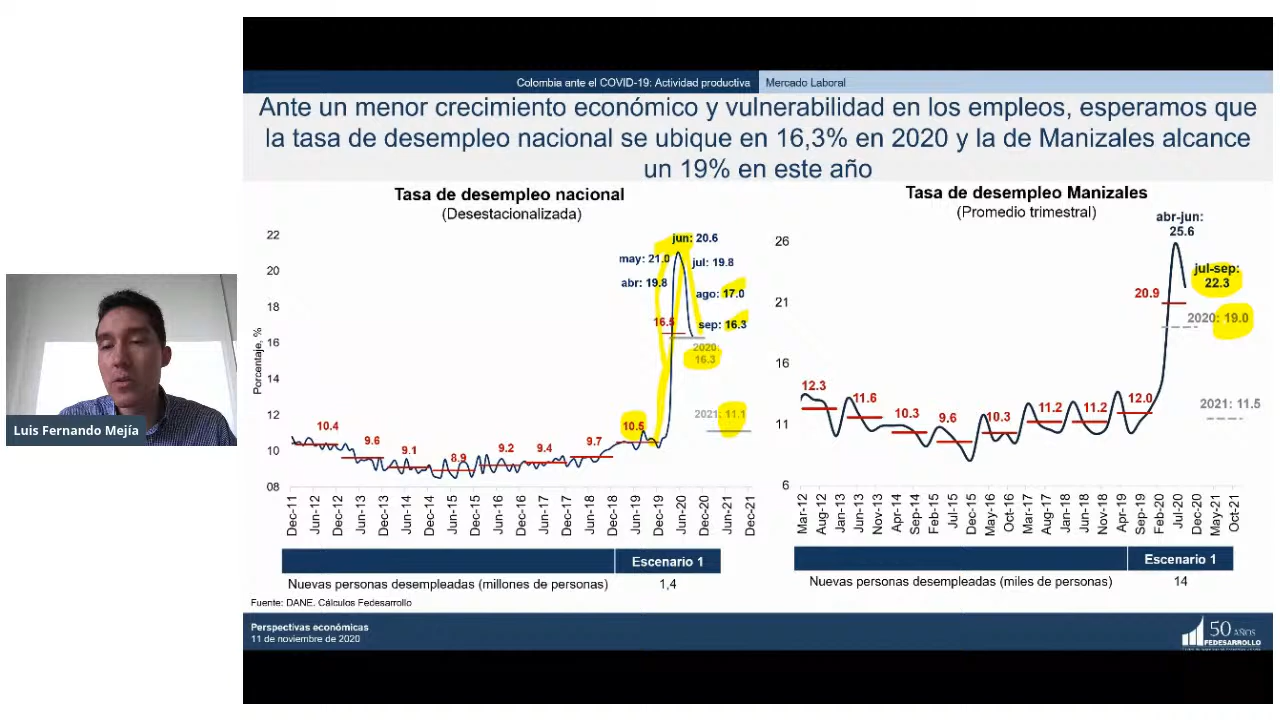 Colombia ante el COVID-19: Actividad productiva
Mercado Laboral
Ante un menor crecimiento económico y vulnerabilidad en los empleos, esperamos que
la tasa de desempleo nacional se ubique en 16,3% en 2020 y la de Manizales alcance
un 19% en este año
Tasa de desempleo nacional
(Desestacionalizada)
22
20
18
16
14
12
10
08
Porcentaje, %
jun: 20.6
may: 21.0
jul: 19.8
abr: 19.8
ago: 17.0
16.5
sep: 16.3
2020:
16.3
2021: 11.1
10.4
9.6
9.1
8.9
9.2
9.4
9.7
10.5
Dec-11
Jun-12
Dec-12
Jun-13
Dec-13
Jun-14
Dec-14
Jun-15
Dec-15
Jun-16
Dec-16
Jun-17
Dec-17
Jun-18
Dec-18
Jun-19
Dec-19
Jun-20
Dec-20
Jun-21
Dec-21
Escenario 1
Nuevas personas desempleadas (millones de personas)
1,4
Fuente: DANE. Cálculos Fedesarrollo
Tasa de desempleo Manizales
(Promedio trimestral)
26
21
16
11
6
abr-jun:
25.6
jul-sep:
22.3
20.9
2020: 19.0
2021: 11.5
12.3
11.6
10.3
9.6
10.3
11.2
11.2
12.0
Mar-12
Aug-12
Jan-13
Jun-13
Nov-13
Apr-14
Sep-14
Feb-15
Jul-15
Dec-15
May-16
Oct-16
Mar-17
Aug-17
Jan-18
Jun-18
Nov-18
Apr-19
Sep-19
Feb-20
Jul-20
Dec-20
May-21
Oct-21
Escenario 1
Nuevas personas desempleadas (miles de personas)
14
Luis Fernando Mejía
Perspectivas económicas
11 de noviembre de 2020
50 AÑOS
FEDESARROLLO